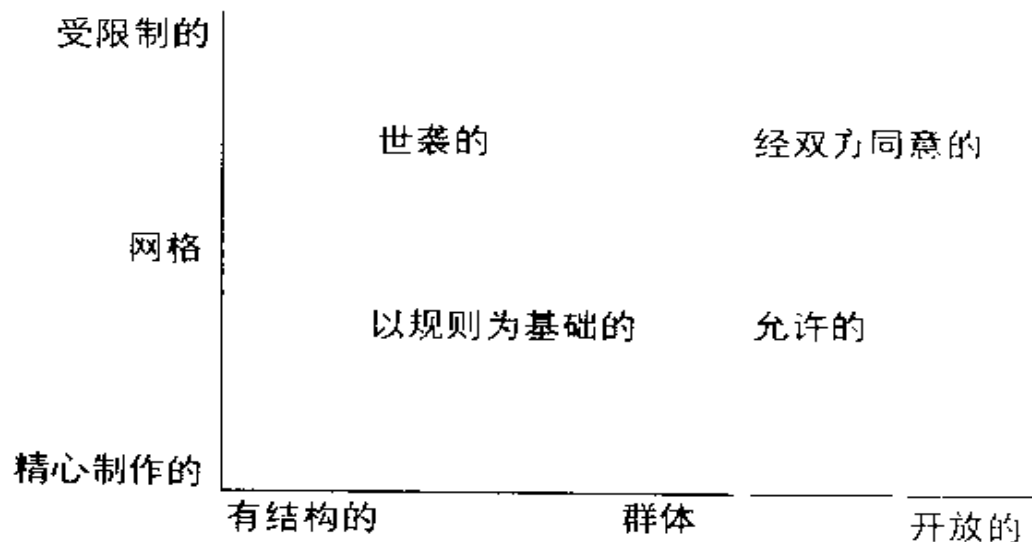 受限制的
世袭的 经双方同意的
网格
以规则为基础的 允许的
精心制作的
有结构的 群体 开放的